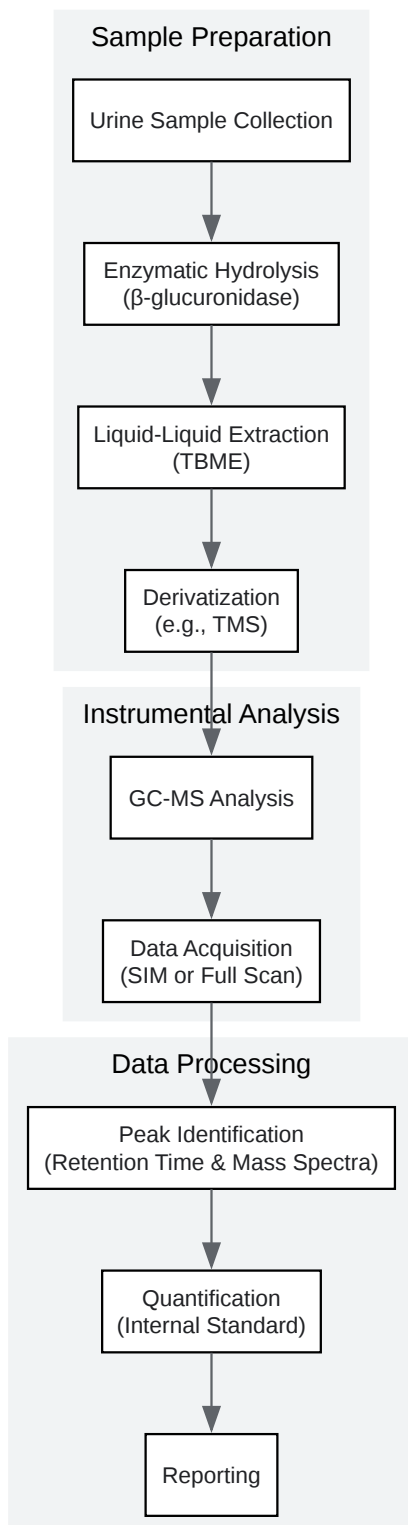 Sample Preparation
Urine Sample Collection
Enzymatic Hydrolysis
(β-glucuronidase)
Liquid-Liquid Extraction
(TBME)
Derivatization
(e.g., TMS)
Instrumental Analysis
GC-MS Analysis
Data Acquisition
(SIM or Full Scan)
Data Processing
Peak Identification
(Retention Time & Mass Spectra)
Quantification
(Internal Standard)
Reporting